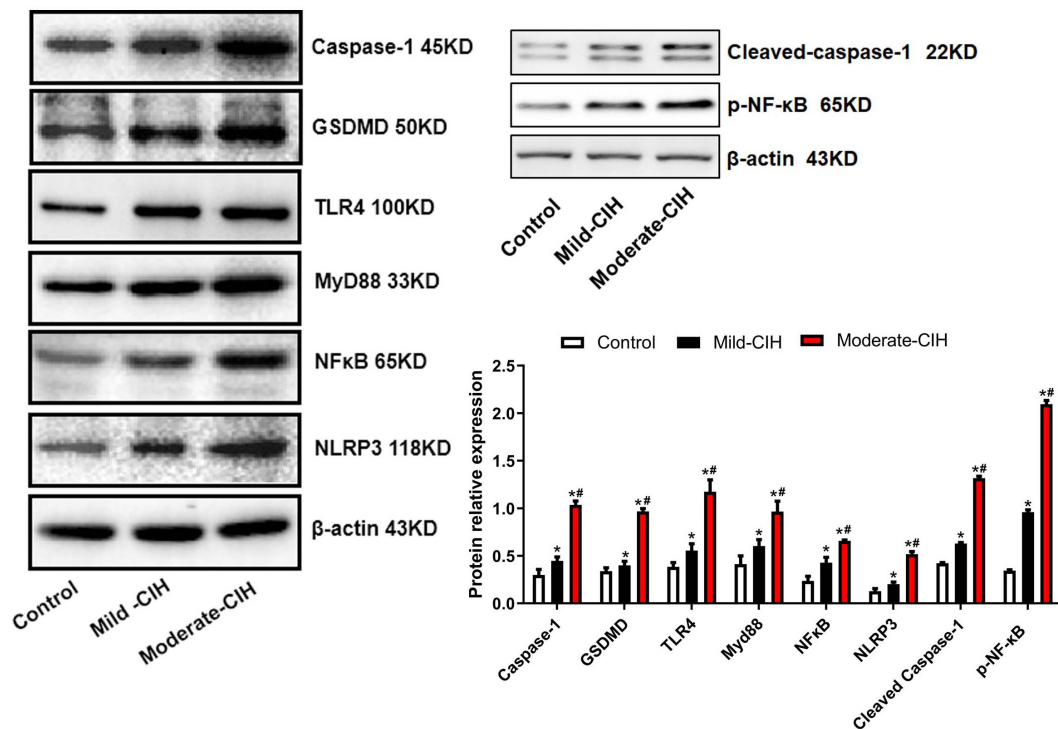 Caspase-1 45KD
GSDMD 50KD
TLR4 100KD
MyD88 33KD
NFκB 65KD
NLRP3 118KD
β-actin 43KD
Control
Mild -CIH
Moderate-CIH
Cleaved-caspase-1 22KD
p-NF-κB 65KD
β-actin 43KD
Control
Mild-CIH
Moderate-CIH
Control Mild-CIH Moderate-CIH
Protein relative expression
2.5
2.0
1.5
1.0
0.5
0.0
* *#
* *#
* *#
* *#
* *#
* *#
* *#
* *#
Caspase-1
GSDMD
TLR4
Myd88
NFκB
NLRP3
Cleaved Caspase-1
p-NF-κB